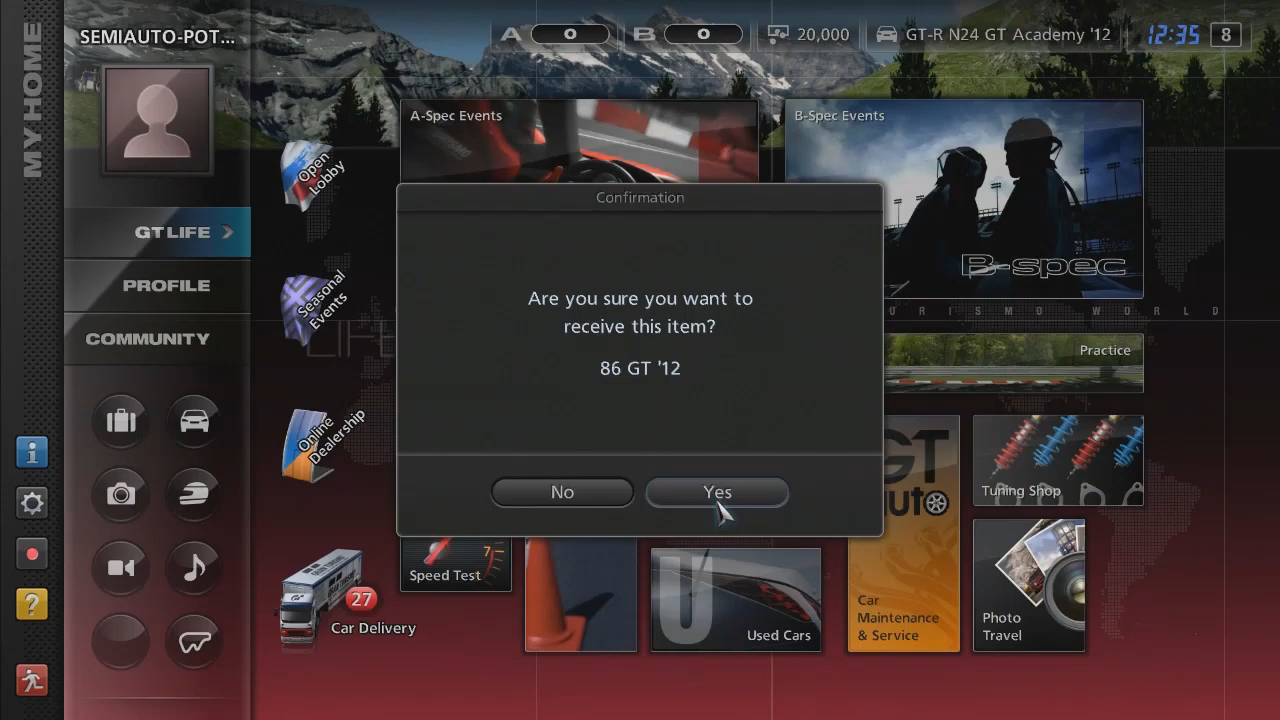 MY HOME
SEMIAUTO-POT...
A 0
B 0
20,000
GT-R N24 GT Academy '12
12:35
8
A-Spec Events
B-Spec Events
B-spec
Open
Lobby
GT LIFE
PROFILE
COMMUNITY
Seasonal
Events
Online
Dealership
Confirmation
Are you sure you want to
receive this item?
86 GT '12
No
Yes
U R I S M O W O R L D
Practice
GT
auto
Tuning Shop
7
Speed Test
27
Car Delivery
U
Used Cars
Car
Maintenance
& Service
Photo
Travel
i
?